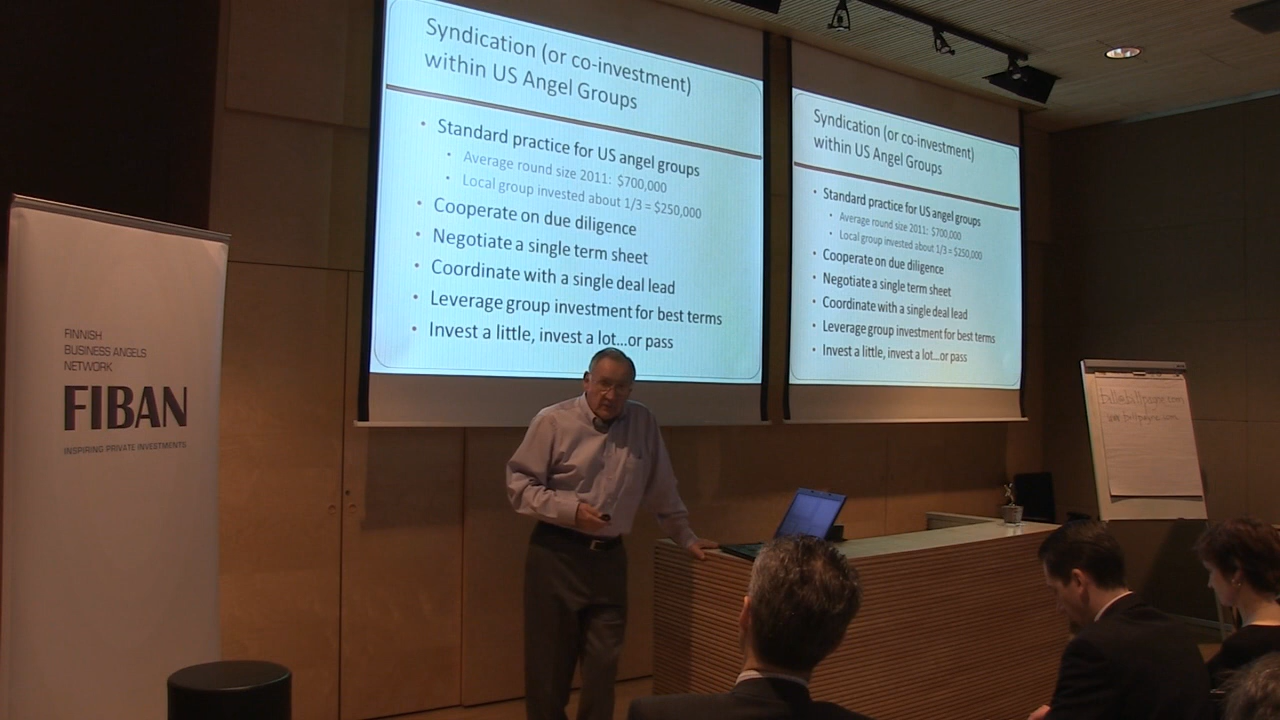 Syndication (or co-investment)
within US Angel Groups
• Standard practice for US angel groups
• Average round size 2011: $700,000
• Local group invested about 1/3 = $250,000
• Cooperate on due diligence
• Negotiate a single term sheet
• Coordinate with a single deal lead
• Leverage group investment for best terms
• Invest a little, invest a lot...or pass
Syndication (or co-investment)
within US Angel Groups
• Standard practice for US angel groups
• Average round size 2011: $700,000
• Local group invested about 1/3 = $250,000
• Cooperate on due diligence
• Negotiate a single term sheet
• Coordinate with a single deal lead
• Leverage group investment for best terms
• Invest a little, invest a lot...or pass
FINNISH
BUSINESS ANGELS
NETWORK
FIBAN
INSPIRING PRIVATE INVESTMENTS
bill@billpayne.com
www.billpayne.com